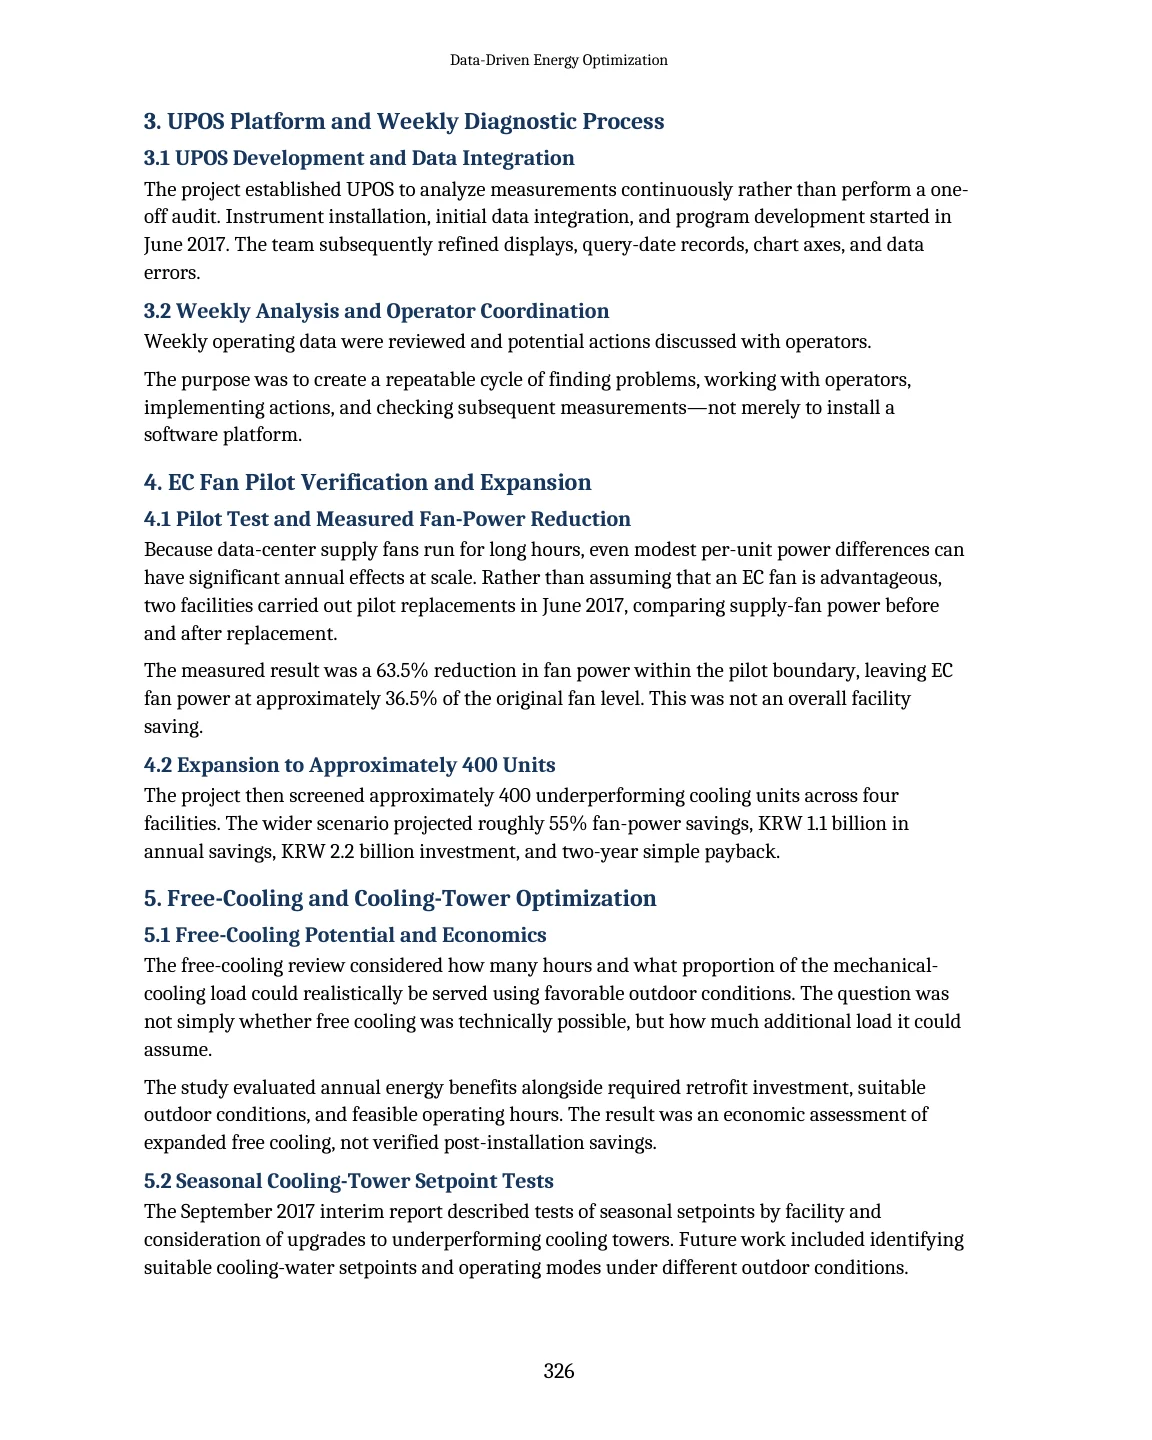 Data-Driven Energy Optimization
3. UPOS Platform and Weekly Diagnostic Process
3.1 UPOS Development and Data Integration
The project established UPOS to analyze measurements continuously rather than perform a one-
off audit. Instrument installation, initial data integration, and program development started in
June 2017. The team subsequently refined displays, query-date records, chart axes, and data
errors.
3.2 Weekly Analysis and Operator Coordination
Weekly operating data were reviewed and potential actions discussed with operators.
The purpose was to create a repeatable cycle of finding problems, working with operators,
implementing actions, and checking subsequent measurements—not merely to install a
software platform.
4. EC Fan Pilot Verification and Expansion
4.1 Pilot Test and Measured Fan-Power Reduction
Because data-center supply fans run for long hours, even modest per-unit power differences can
have significant annual effects at scale. Rather than assuming that an EC fan is advantageous,
two facilities carried out pilot replacements in June 2017, comparing supply-fan power before
and after replacement.
The measured result was a 63.5% reduction in fan power within the pilot boundary, leaving EC
fan power at approximately 36.5% of the original fan level. This was not an overall facility
saving.
4.2 Expansion to Approximately 400 Units
The project then screened approximately 400 underperforming cooling units across four
facilities. The wider scenario projected roughly 55% fan-power savings, KRW 1.1 billion in
annual savings, KRW 2.2 billion investment, and two-year simple payback.
5. Free-Cooling and Cooling-Tower Optimization
5.1 Free-Cooling Potential and Economics
The free-cooling review considered how many hours and what proportion of the mechanical-
cooling load could realistically be served using favorable outdoor conditions. The question was
not simply whether free cooling was technically possible, but how much additional load it could
assume.
The study evaluated annual energy benefits alongside required retrofit investment, suitable
outdoor conditions, and feasible operating hours. The result was an economic assessment of
expanded free cooling, not verified post-installation savings.
5.2 Seasonal Cooling-Tower Setpoint Tests
The September 2017 interim report described tests of seasonal setpoints by facility and
consideration of upgrades to underperforming cooling towers. Future work included identifying
suitable cooling-water setpoints and operating modes under different outdoor conditions.
326